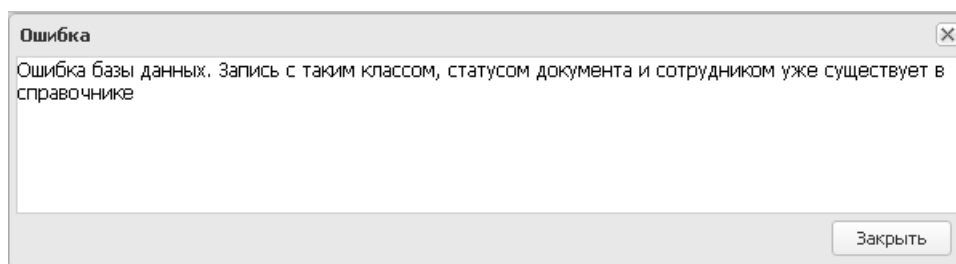 Ошибка
Ошибка базы данных. Запись с таким классом, статусом документа и сотрудником уже существует в
справочнике
Закрыть